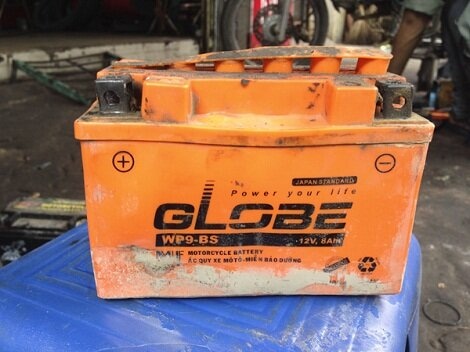 JAPAN STANDARD
Power your life
GLOBE
WP9-BS 12V, 8Ah
MOTORCYCLE BATTERY
ẮC QUY XE MÔTÔ-MIỄN BẢO DƯỠNG